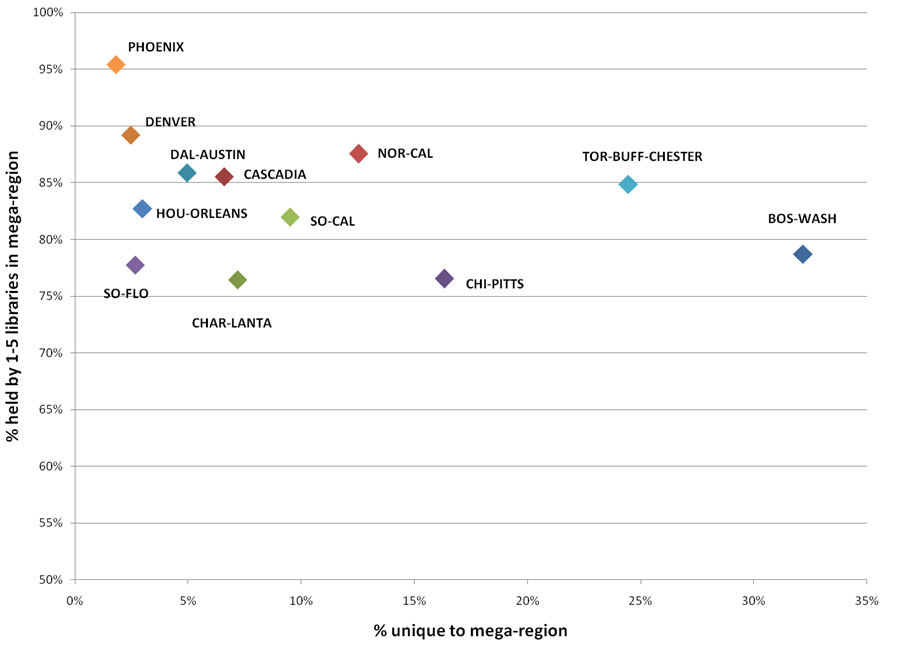 100%
PHOENIX
95%
DENVER
90%
DAL-AUSTIN
NOR-CAL
TOR-BUFF-CHESTER
CASCADIA
85%
HOU-ORLEANS
SO-CAL
BOS-WASH
80%
CHI-PITTS
SO-FLO
75%
CHAR-LANTA
70%
65%
60%
55%
50%
% held by 1-5 libraries in mega-region
0% 5% 10% 15% 20% 25% 30% 35%
% unique to mega-region